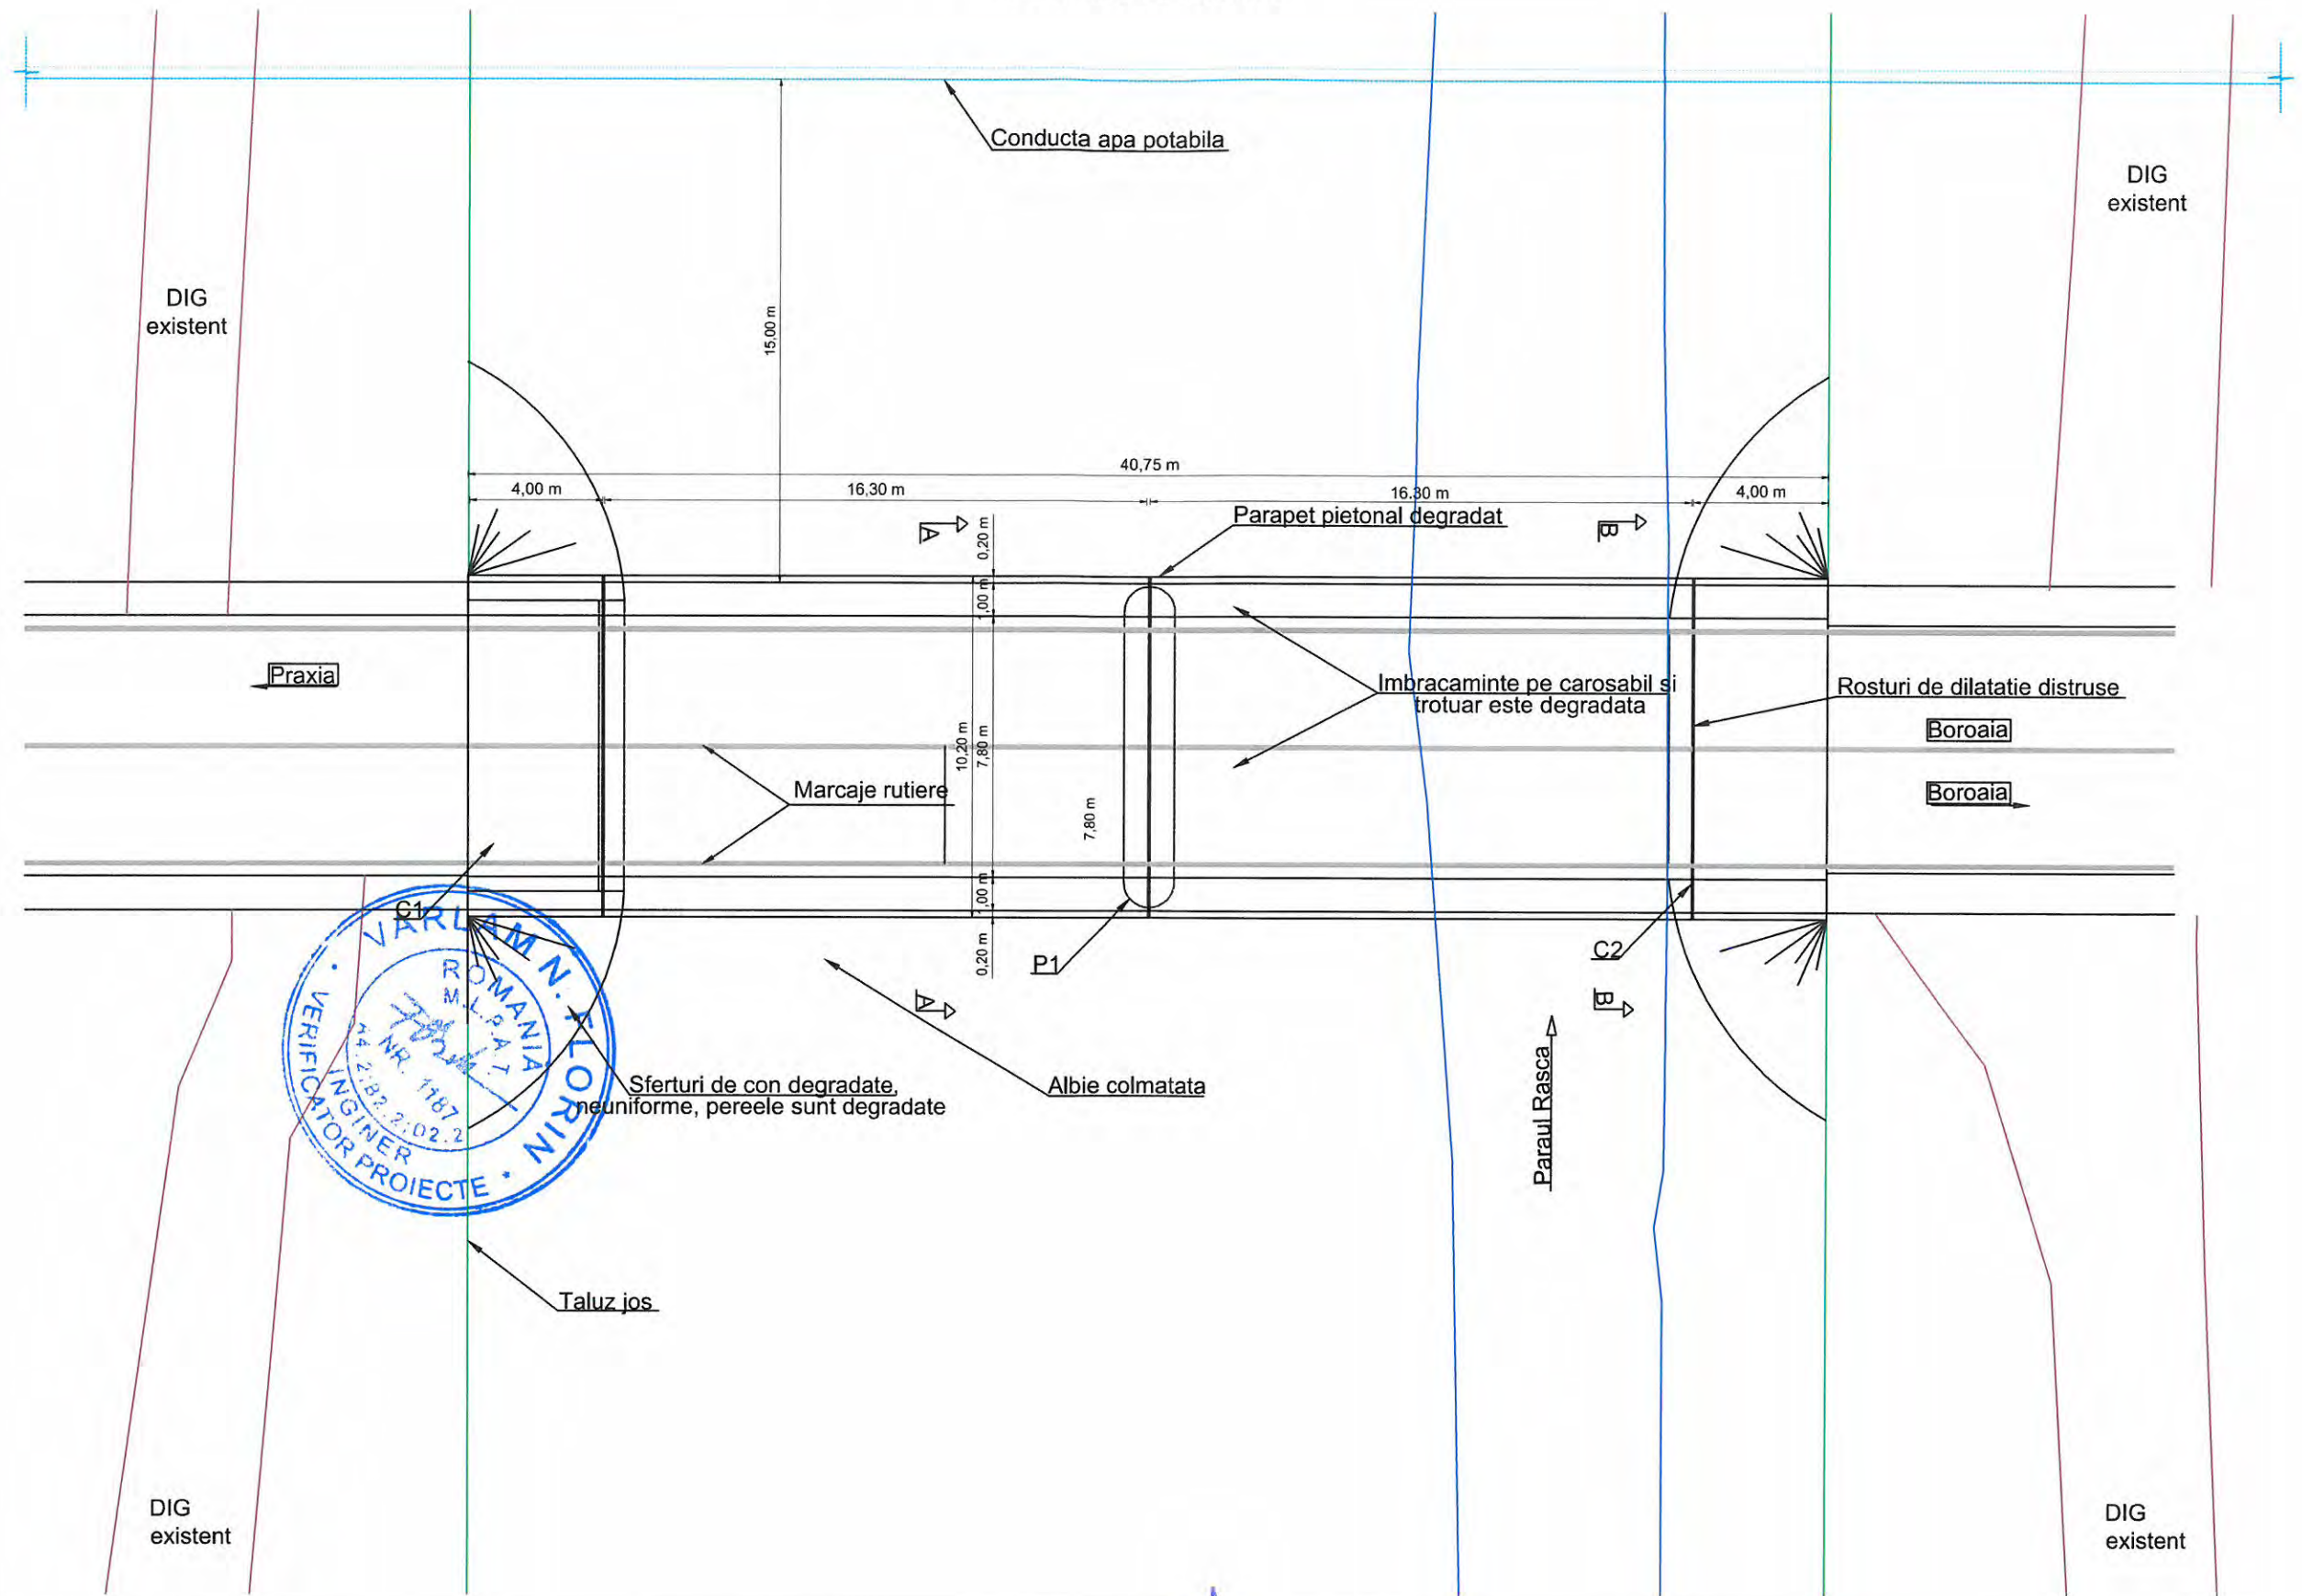 Conducta apa potabila
DIG
existent
DIG
existent
15,00 m
40,75 m
4,00 m
16,30 m
16.30 m
4,00 m
A
0,20 m
Parapet pietonal degradat
B
1,00 m
Praxia
Imbracaminte pe carosabil si
trotuar este degradata
Rosturi de dilatatie distruse
Boroaia
10,20 m
7,80 m
Marcaje rutiere
7,80 m
Boroaia
C1
1,00 m
0,20 m
P1
C2
A
B
VARLAM N. FLORIN
VERIFICATOR PROIECTE
INGINER
ROMANIA
M.L.P.A.T
NR. 1187
Sferturi de con degradate,
neuniforme, pereele sunt degradate
Albie colmatata
Paraul Rasca
Taluz jos
DIG
existent
DIG
existent